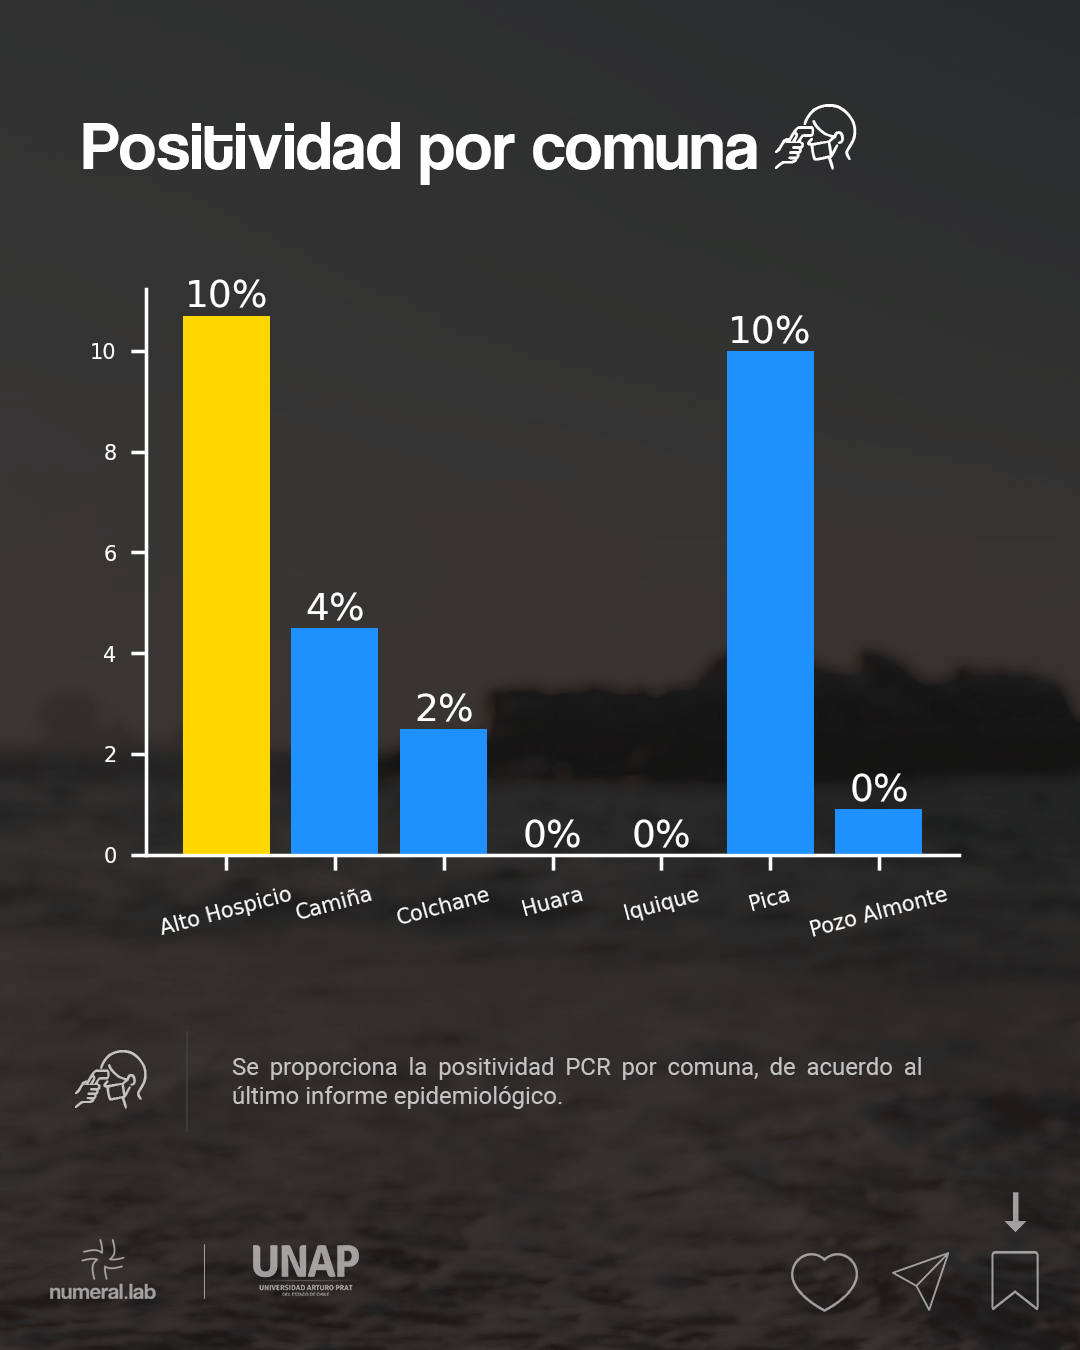 Positividad por comuna
10%
10%
10
8
6
4%
4
2%
2
0%
0%
0%
0
Alto Hospicio
Camiña
Colchane
Huara
Iquique
Pica
Pozo Almonte
Se proporciona la positividad PCR por comuna, de acuerdo al
último informe epidemiológico.
numeral.lab
UNAP
UNIVERSIDAD ARTURO PRAT
DEL ESTADO DE CHILE